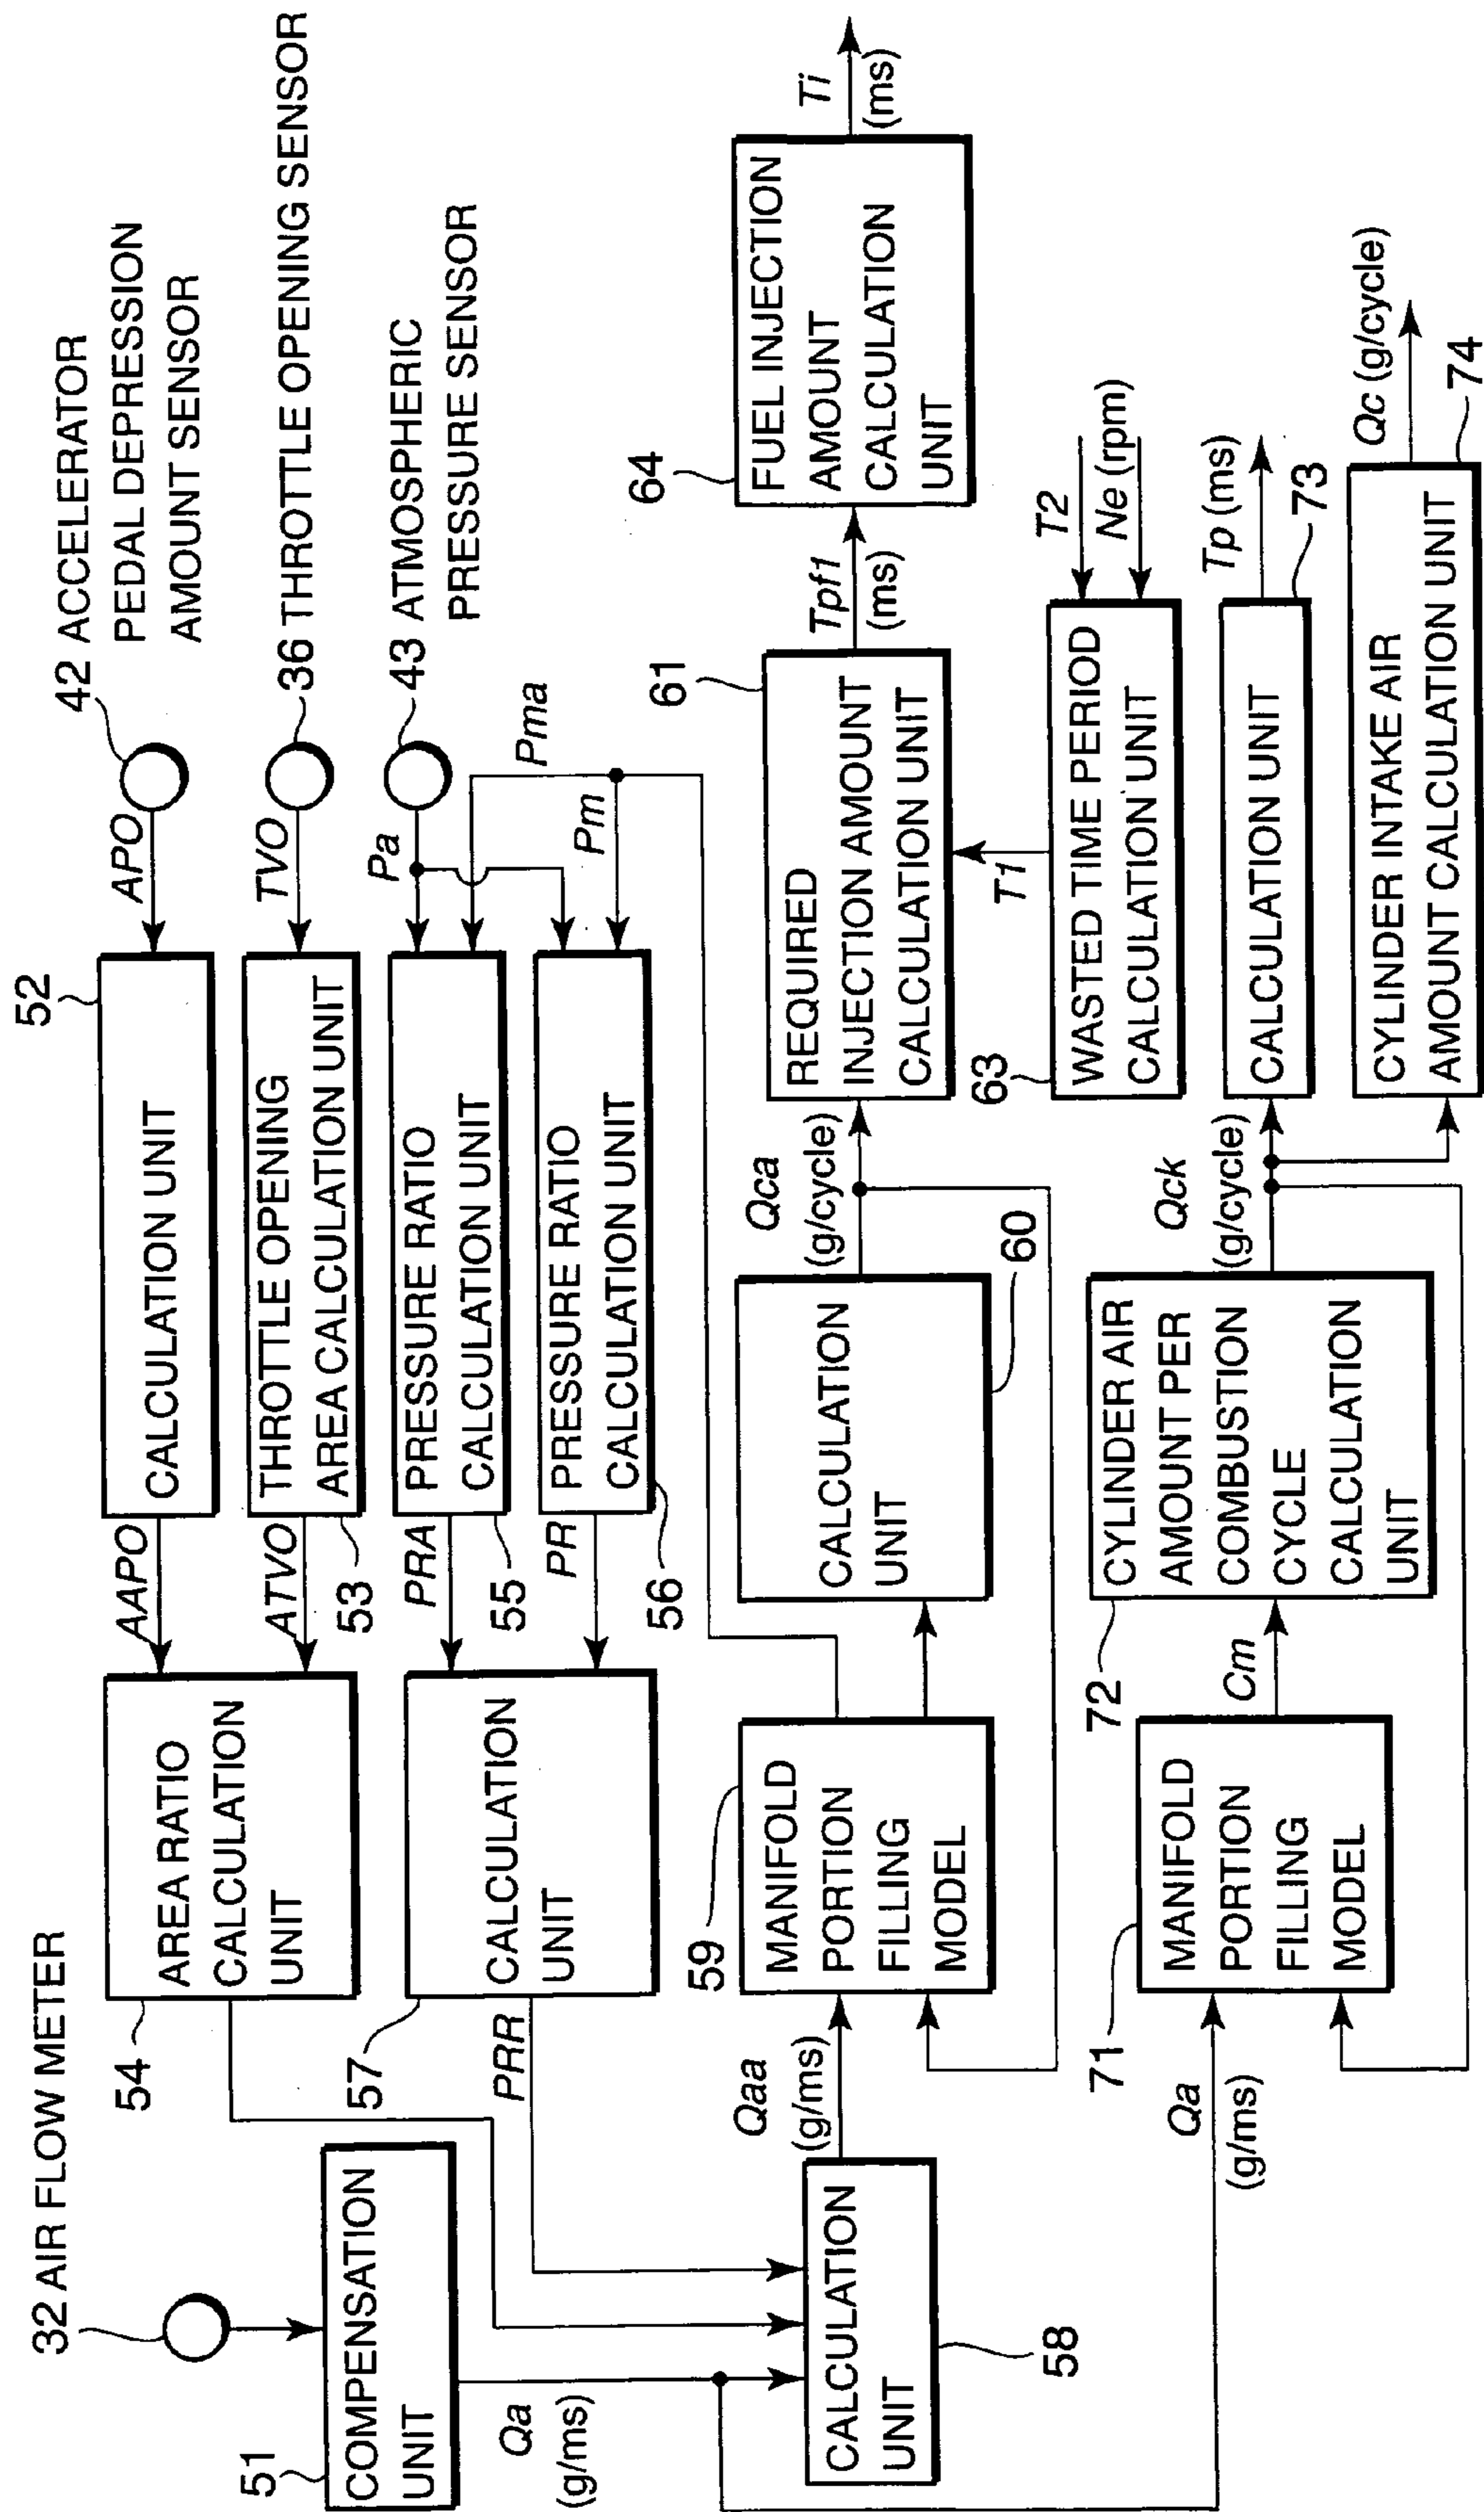 32 AIR FLOW METER
51
COMPENSATION
UNIT
Qa
(g/ms)
54
AREA RATIO
CALCULATION
UNIT
57
CALCULATION
UNIT
PRR
CALCULATION
UNIT
58
AAPO
ATVO
53
PRA
55
PR
56
52
CALCULATION UNIT
THROTTLE OPENING
AREA CALCULATION UNIT
PRESSURE RATIO
CALCULATION UNIT
PRESSURE RATIO
CALCULATION UNIT
APO
TVO
Pa
Pm
Pma
42 ACCELERATOR
PEDAL DEPRESSION
AMOUNT SENSOR
36 THROTTLE OPENING SENSOR
43 ATMOSPHERIC
PRESSURE SENSOR
Qaa
(g/ms)
59
MANIFOLD
PORTION
FILLING
MODEL
CALCULATION
UNIT
60
Qca
(g/cycle)
61
REQUIRED
INJECTION AMOUNT
CALCULATION UNIT
Tpf1
(ms)
64
FUEL INJECTION
AMOUNT
CALCULATION
UNIT
Ti
(ms)
T1
63
WASTED TIME PERIOD
CALCULATION UNIT
T2
Ne (rpm)
Qa
(g/ms)
71
MANIFOLD
PORTION
FILLING
MODEL
Cm
72
CYLINDER AIR
AMOUNT PER
COMBUSTION
CYCLE
CALCULATION
UNIT
Qck
(g/cycle)
CALCULATION UNIT
73
Tp (ms)
CYLINDER INTAKE AIR
AMOUNT CALCULATION UNIT
74
Qc (g/cycle)